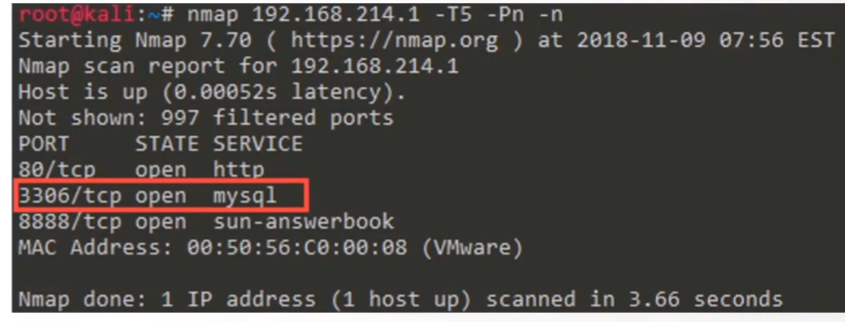 root@kali:~# nmap 192.168.214.1 -T5 -Pn -n
Starting Nmap 7.70 ( https://nmap.org ) at 2018-11-09 07:56 EST
Nmap scan report for 192.168.214.1
Host is up (0.00052s latency).
Not shown: 997 filtered ports
PORT     STATE SERVICE
80/tcp   open  http
3306/tcp open  mysql
8888/tcp open  sun-answerbook
MAC Address: 00:50:56:C0:00:08 (VMware)
Nmap done: 1 IP address (1 host up) scanned in 3.66 seconds